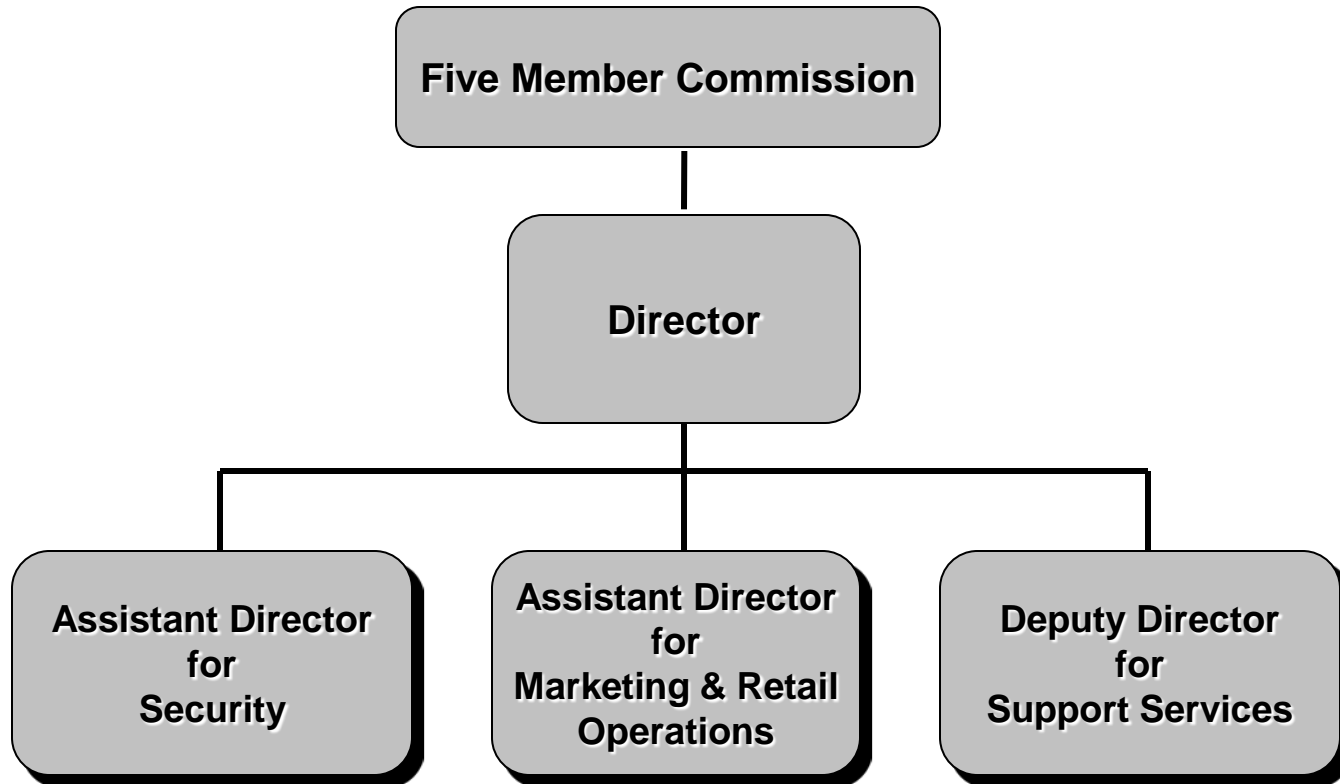 Five Member Commission
Director
Assistant Director
for
Security
Assistant Director
for
Marketing & Retail
Operations
Deputy Director
for
Support Services